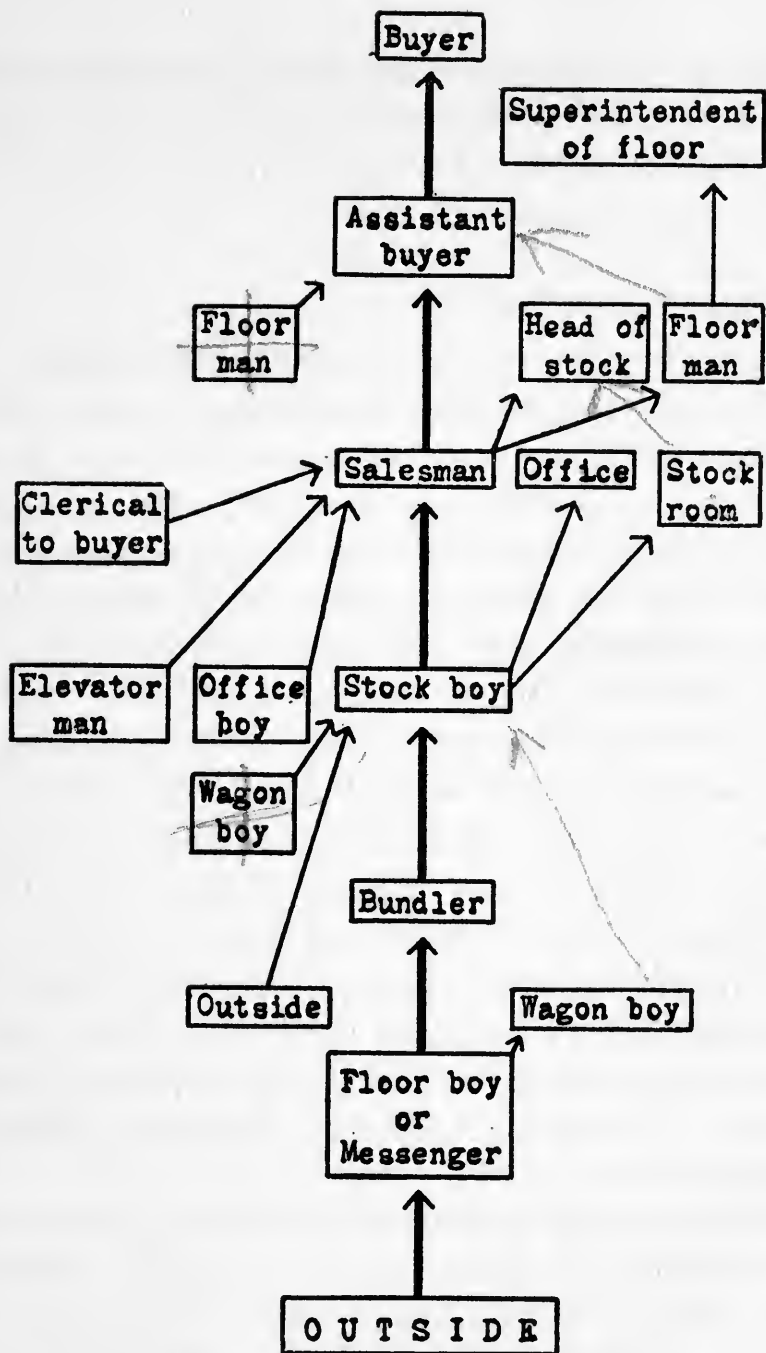 Buyer
Superintendent
of floor
Assistant
buyer
Floor
man
Head of
stock
Floor
man
Salesman
Office
Stock
room
Clerical
to buyer
Elevator
man
Office
boy
Stock boy
Wagon
boy
Bundler
Outside
Wagon boy
Floor boy
or
Messenger
OUTSIDE